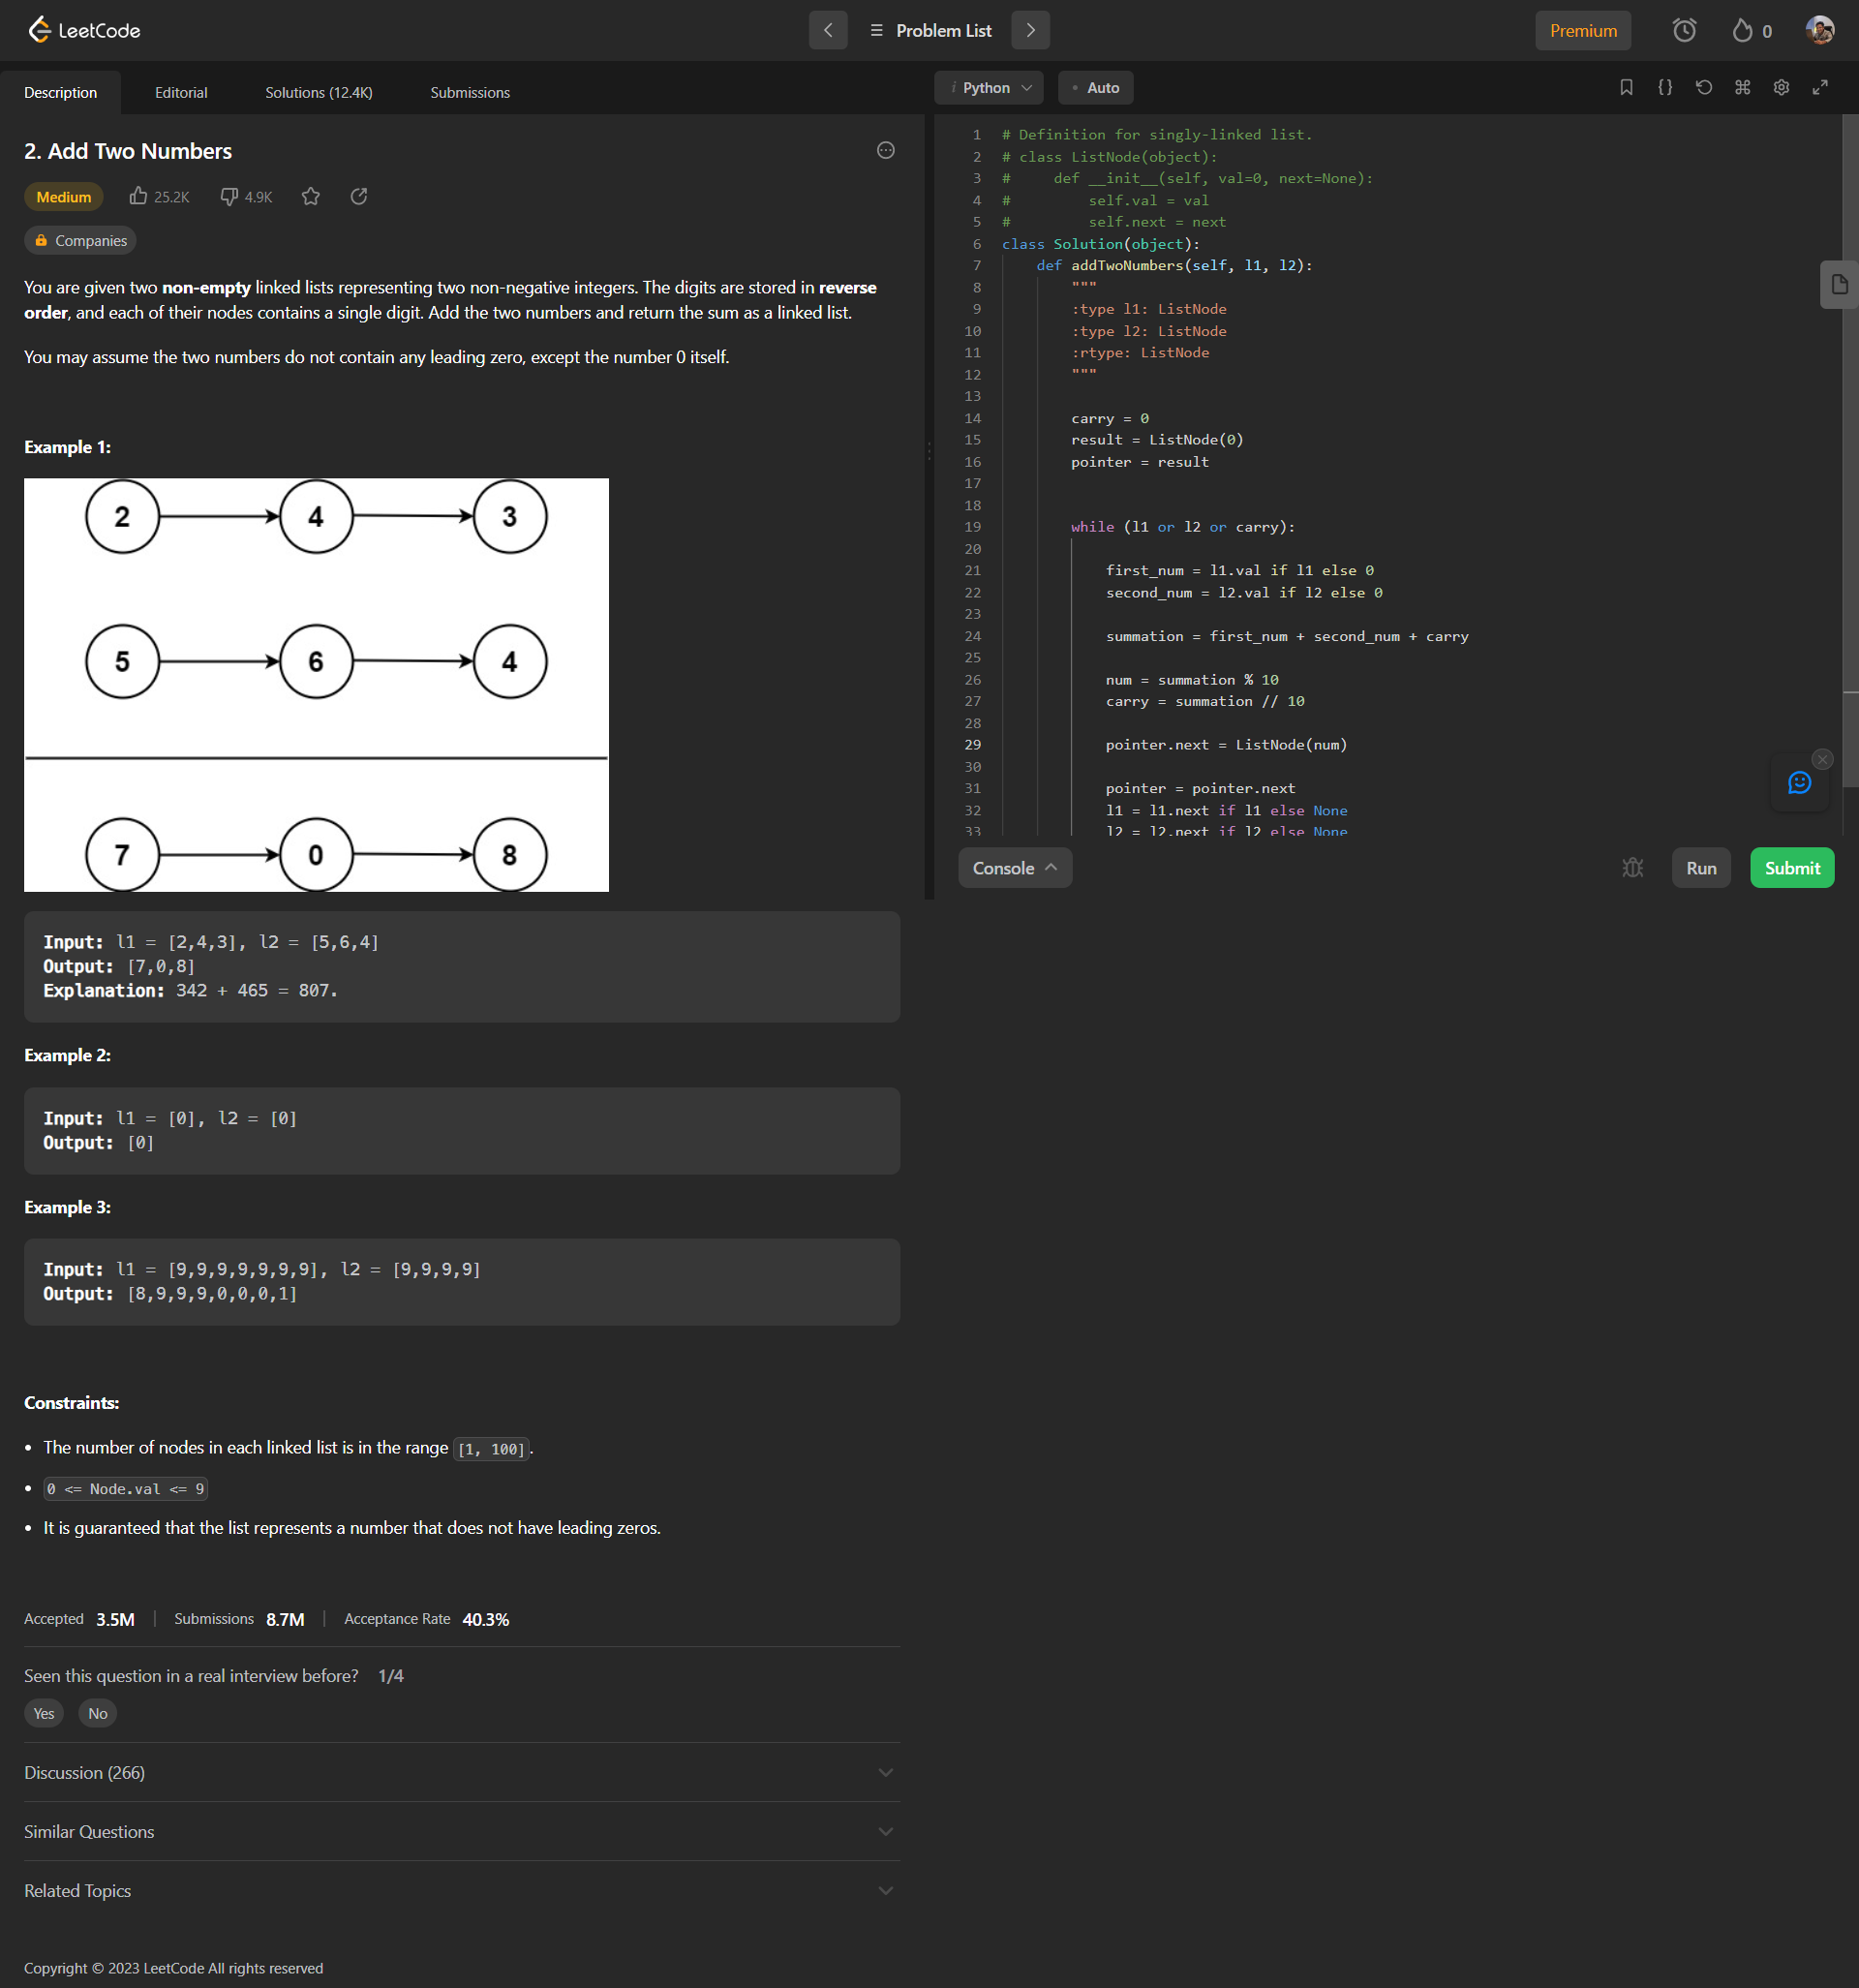 LeetCode
Problem List
Premium
0
Description
Editorial
Solutions (12.4K)
Submissions
2. Add Two Numbers
Medium
25.2K
4.9K
Companies
You are given two non-empty linked lists representing two non-negative integers. The digits are stored in reverse
order, and each of their nodes contains a single digit. Add the two numbers and return the sum as a linked list.
You may assume the two numbers do not contain any leading zero, except the number 0 itself.
Example 1:
2 4 3
5 6 4
7 0 8
Input: l1 = [2,4,3], l2 = [5,6,4]
Output: [7,0,8]
Explanation: 342 + 465 = 807.
Example 2:
Input: l1 = [0], l2 = [0]
Output: [0]
Example 3:
Input: l1 = [9,9,9,9,9,9,9], l2 = [9,9,9,9]
Output: [8,9,9,9,0,0,0,1]
Constraints:
• The number of nodes in each linked list is in the range [1, 100].
• 0 <= Node.val <= 9
• It is guaranteed that the list represents a number that does not have leading zeros.
Accepted 3.5M | Submissions 8.7M | Acceptance Rate 40.3%
Seen this question in a real interview before? 1/4
Yes No
Discussion (266)
Similar Questions
Related Topics
Copyright © 2023 LeetCode All rights reserved
i Python
• Auto
{}
1 # Definition for singly-linked list.
2 # class ListNode(object):
3 #     def __init__(self, val=0, next=None):
4 #         self.val = val
5 #         self.next = next
6 class Solution(object):
7     def addTwoNumbers(self, l1, l2):
8         """
9         :type l1: ListNode
10         :type l2: ListNode
11         :rtype: ListNode
12         """
13
14         carry = 0
15         result = ListNode(0)
16         pointer = result
17
18
19         while (l1 or l2 or carry):
20
21             first_num = l1.val if l1 else 0
22             second_num = l2.val if l2 else 0
23
24             summation = first_num + second_num + carry
25
26             num = summation % 10
27             carry = summation // 10
28
29             pointer.next = ListNode(num)
30
31             pointer = pointer.next
32             l1 = l1.next if l1 else None
33             l2 = l2.next if l2 else None
Console
Run
Submit